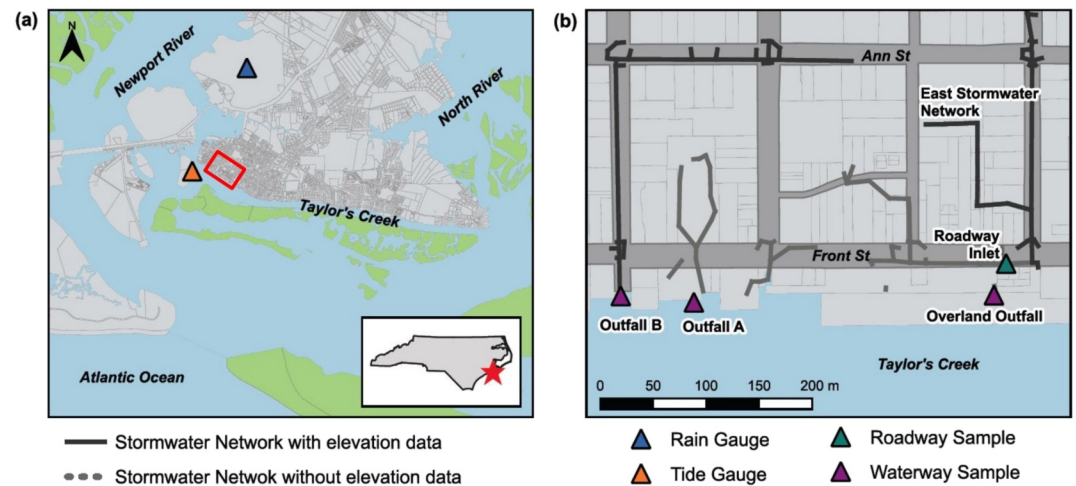 (a)
N
Newport River
North River
Taylor's Creek
Atlantic Ocean
Stormwater Network with elevation data
Stormwater Netwok without elevation data
(b)
Ann St
East Stormwater
Network
Roadway
Inlet
Front St
Outfall B
Outfall A
Overland Outfall
Taylor's Creek
0 50 100 150 200 m
Rain Gauge
Roadway Sample
Tide Gauge
Waterway Sample